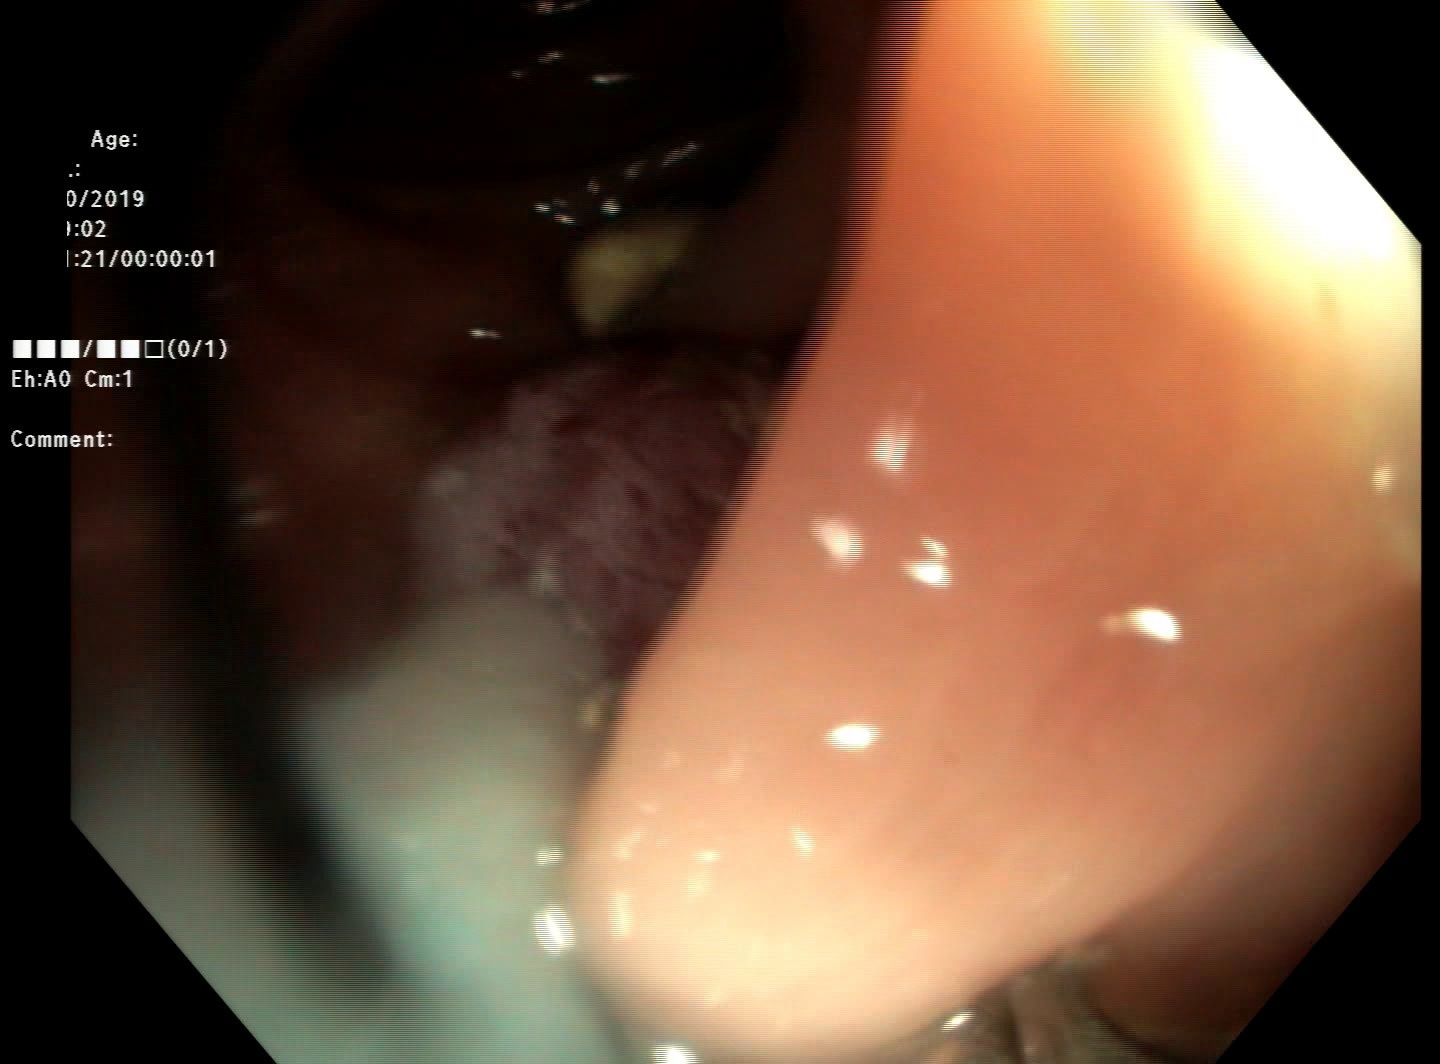 Age:
.:
0/2019
:02
:21/00:00:01
■■■/■■□(0/1)
Eh:A0 Cm:1
Comment: